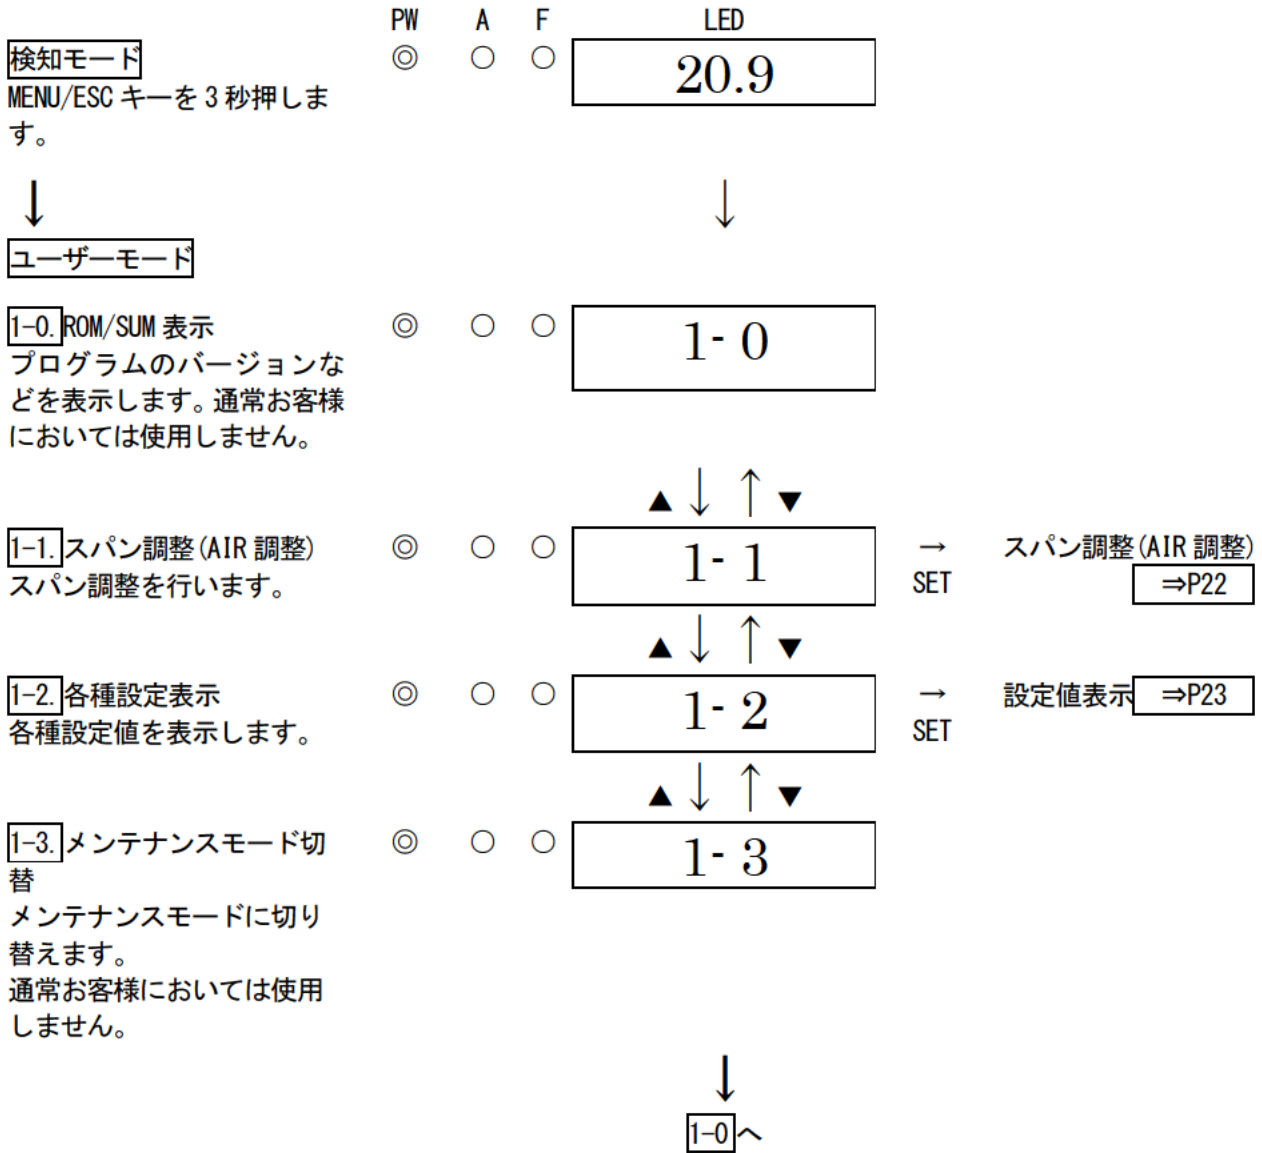 PW A F LED
検知モード ◎ ○ ○ 20.9
MENU/ESC キーを 3 秒押しま
す。
↓ ↓
ユーザーモード
1-0. ROM/SUM 表示 ◎ ○ ○ 1- 0
プログラムのバージョンな
どを表示します。通常お客様
においては使用しません。
▲ ↓ ↑ ▼
1-1. スパン調整(AIR 調整) ◎ ○ ○ 1- 1 → スパン調整(AIR 調整)
スパン調整を行います。 SET ⇒P22
▲ ↓ ↑ ▼
1-2. 各種設定表示 ◎ ○ ○ 1- 2 → 設定値表示 ⇒P23
各種設定値を表示します。 SET
▲ ↓ ↑ ▼
1-3. メンテナンスモード切 ◎ ○ ○ 1- 3
替
メンテナンスモードに切り
替えます。
通常お客様においては使用
しません。
↓
1-0 へ